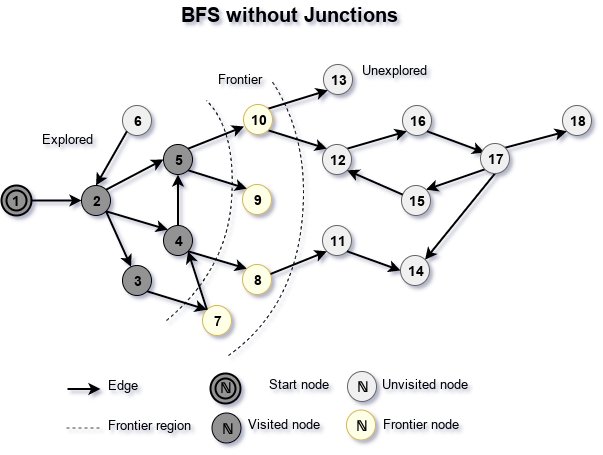 BFS without Junctions
Frontier
Unexplored
13
Explored
6
10
16
18
5
12
17
1
2
9
15
4
11
3
8
14
7
Edge
N
Start node
N
Unvisited node
Frontier region
N
Visited node
N
Frontier node